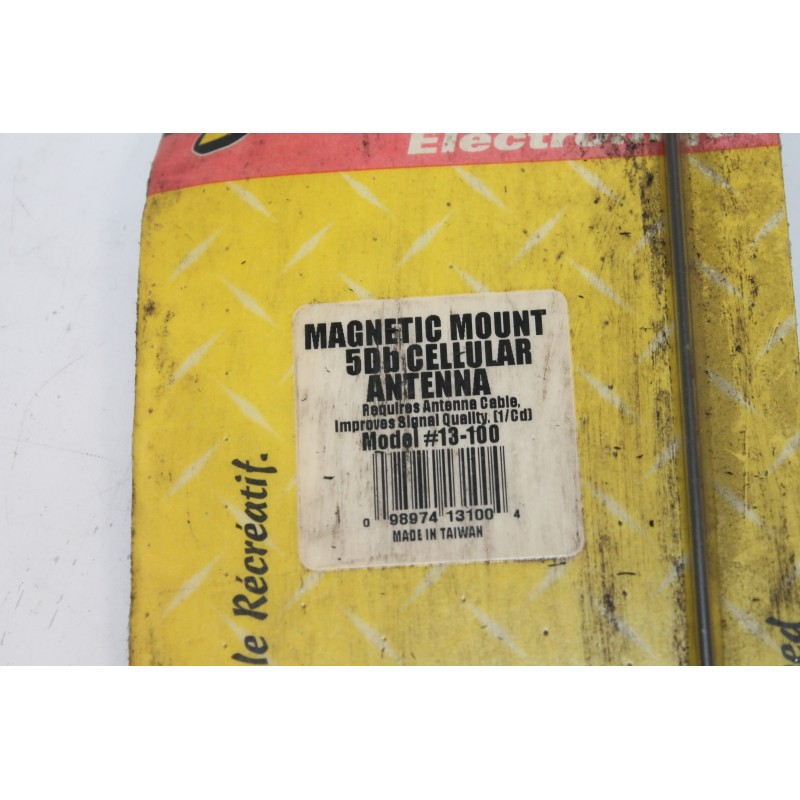 MAGNETIC MOUNT
5Db CELLULAR
ANTENNA
Requires Antenna Cable,
Improves Signal Quality. (1/Cd)
Model #13-100
0 98974 13100 4
MADE IN TAIWAN
le Récréatif.